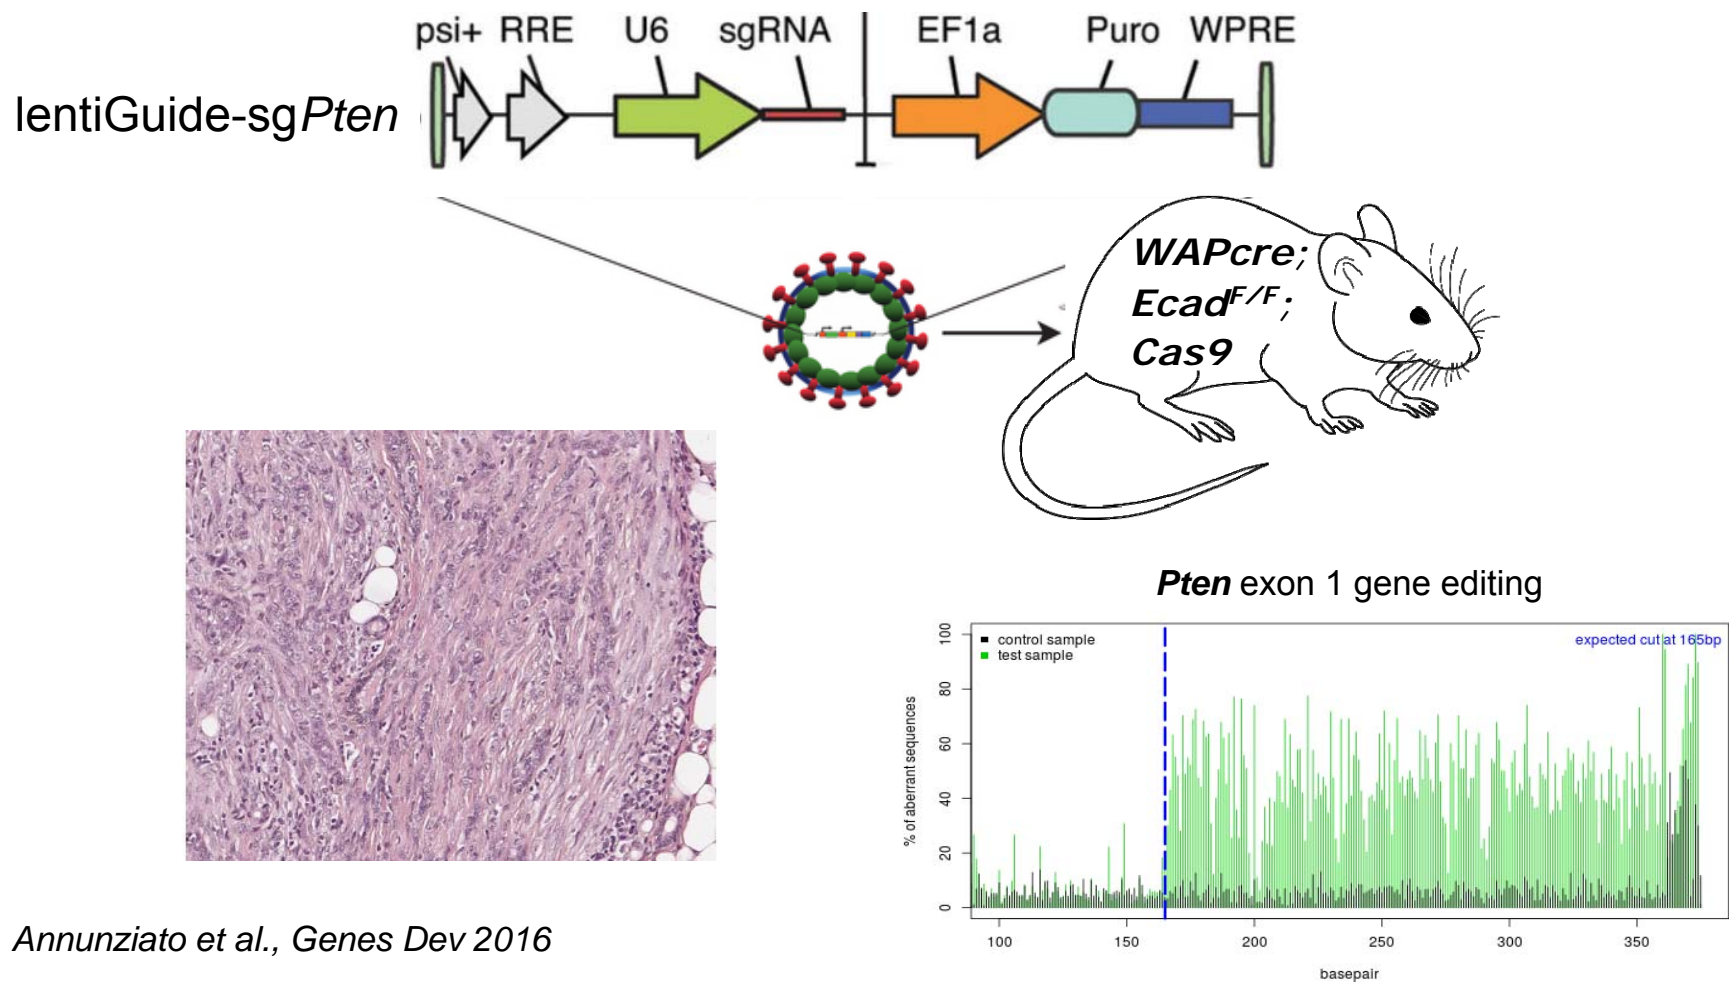 psi+ RRE U6 sgRNA EF1a Puro WPRE
lentiGuide-sgPten
WAPcre;
EcadF/F;
Cas9
Pten exon 1 gene editing
control sample
test sample
expected cut at 165bp
% of aberrant sequences
100
80
60
40
20
0
100 150 200 250 300 350
basepair
Annunziato et al., Genes Dev 2016